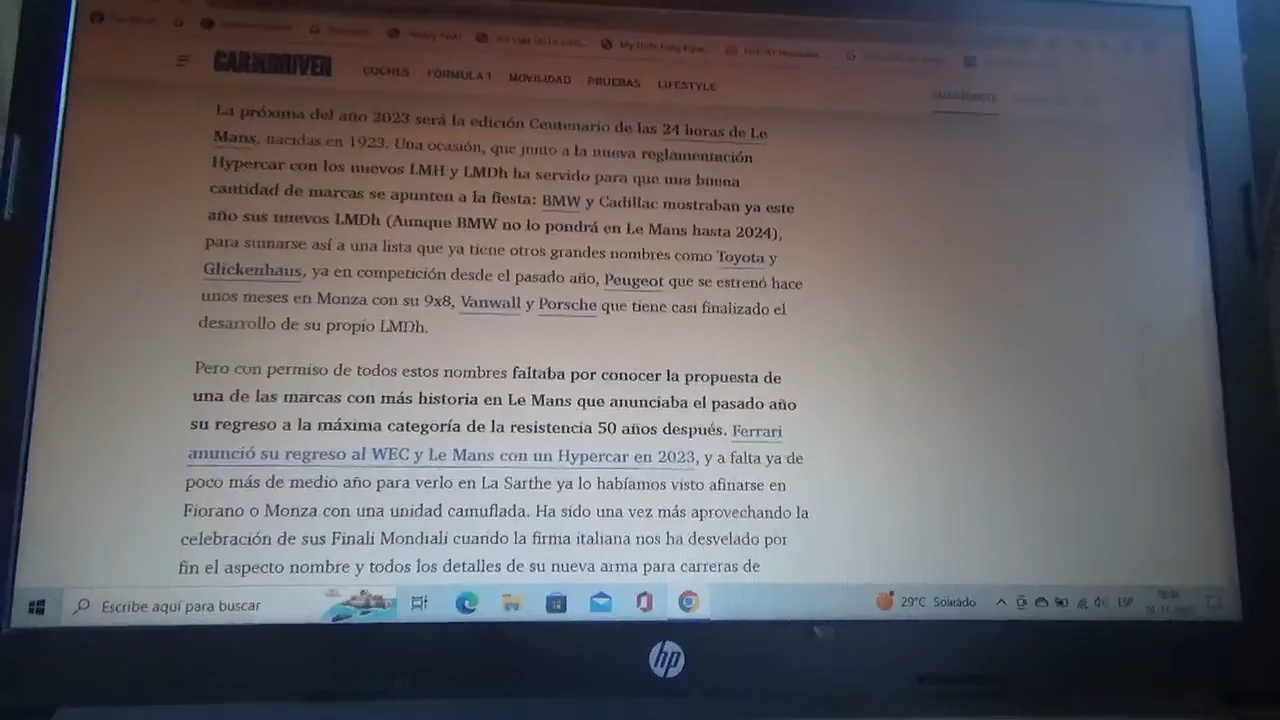 CAR AND DRIVER
COCHES FÓRMULA 1 MOVILIDAD PRUEBAS LIFESTYLE
SUSCRÍBETE
La próxima del año 2023 será la edición Centenario de las 24 horas de Le
Mans, nacidas en 1923. Una ocasión, que junto a la nueva reglamentación
Hypercar con los nuevos LMH y LMDh ha servido para que una buena
cantidad de marcas se apunten a la fiesta: BMW y Cadillac mostraban ya este
año sus nuevos LMDh (Aunque BMW no lo pondrá en Le Mans hasta 2024),
para sumarse así a una lista que ya tiene otros grandes nombres como Toyota y
Glickenhaus, ya en competición desde el pasado año, Peugeot que se estrenó hace
unos meses en Monza con su 9x8, Vanwall y Porsche que tiene casi finalizado el
desarrollo de su propio LMDh.
Pero con permiso de todos estos nombres faltaba por conocer la propuesta de
una de las marcas con más historia en Le Mans que anunciaba el pasado año
su regreso a la máxima categoría de la resistencia 50 años después. Ferrari
anunció su regreso al WEC y Le Mans con un Hypercar en 2023, y a falta ya de
poco más de medio año para verlo en La Sarthe ya lo habíamos visto afinarse en
Fiorano o Monza con una unidad camuflada. Ha sido una vez más aprovechando la
celebración de sus Finali Mondiali cuando la firma italiana nos ha desvelado por
fin el aspecto nombre y todos los detalles de su nueva arma para carreras de
Escribe aquí para buscar
29°C Soleado
ESP
hp